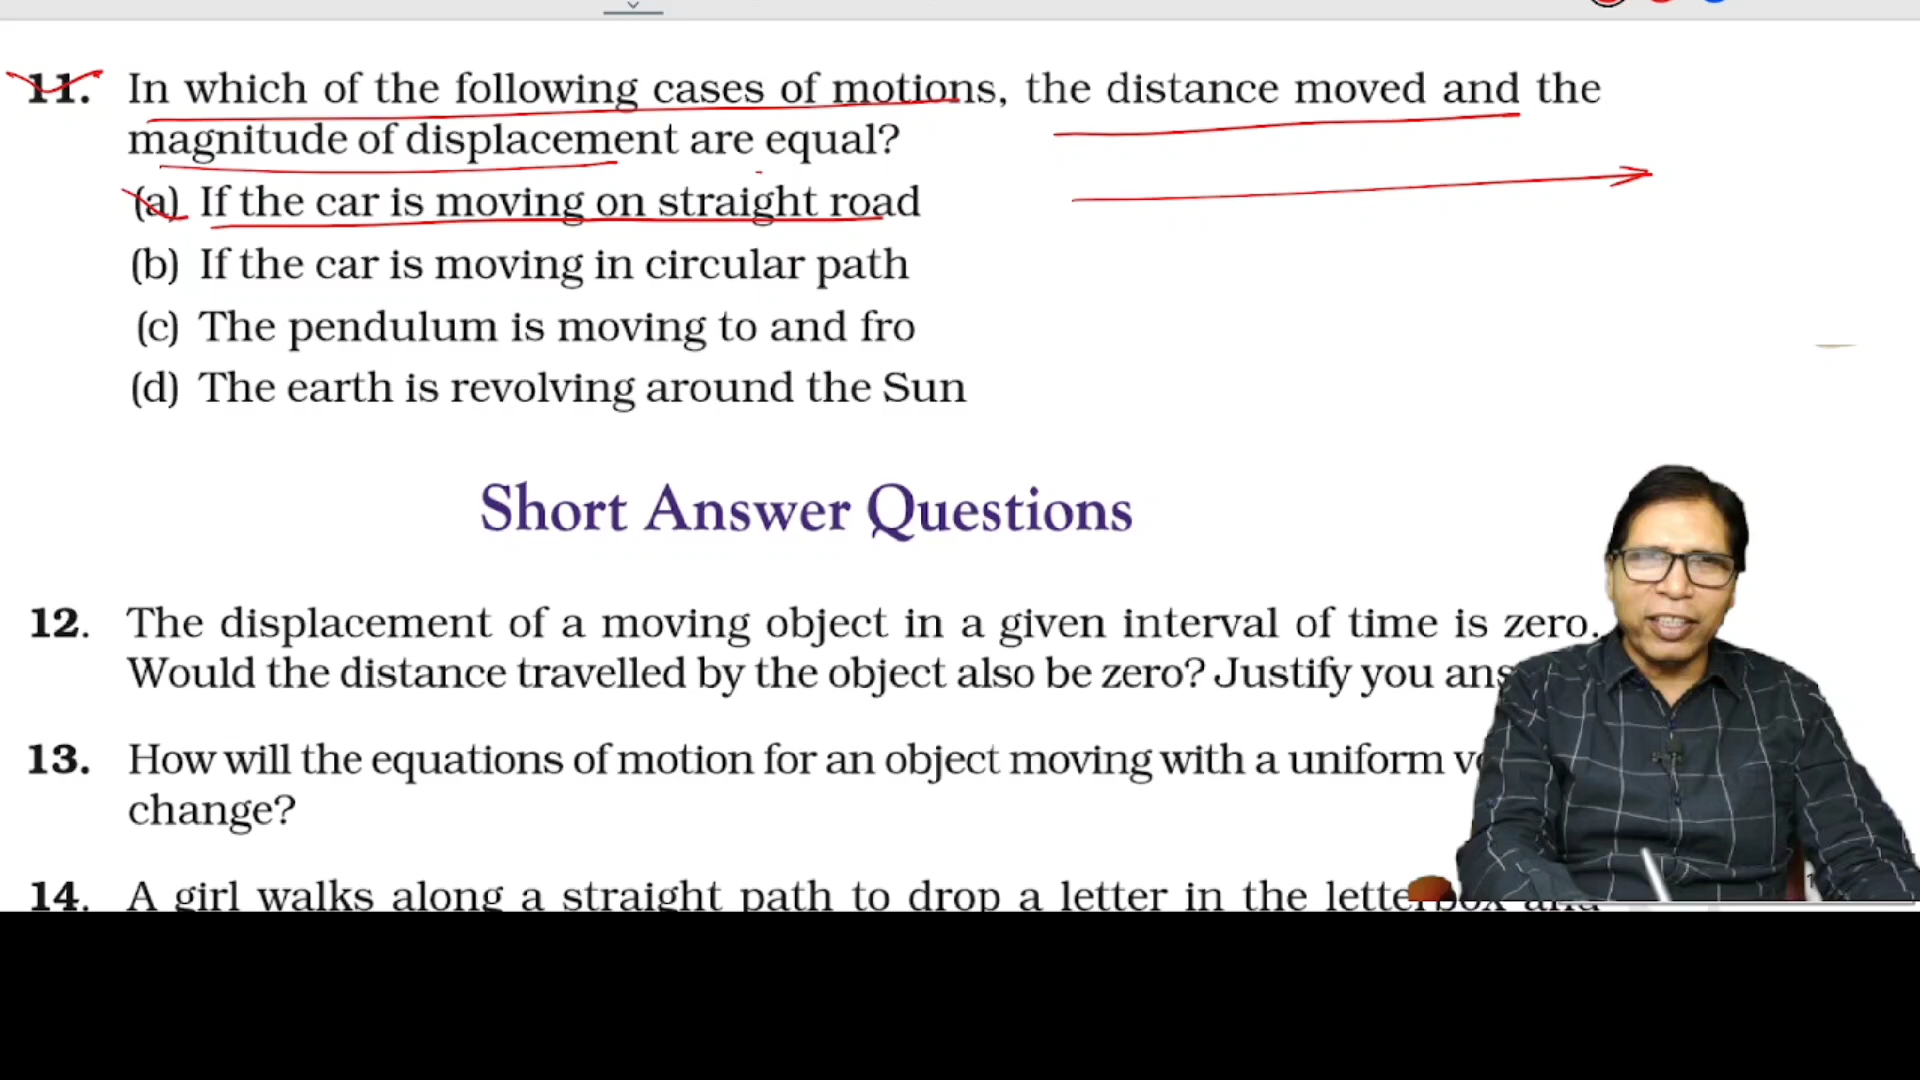 11. In which of the following cases of motions, the distance moved and the
magnitude of displacement are equal?
(a) If the car is moving on straight road
(b) If the car is moving in circular path
(c) The pendulum is moving to and fro
(d) The earth is revolving around the Sun
Short Answer Questions
12. The displacement of a moving object in a given interval of time is zero.
Would the distance travelled by the object also be zero? Justify you
13. How will the equations of motion for an object moving with a uniform
change?
14. A girl walks along a straight path to drop a letter in the letterbox and